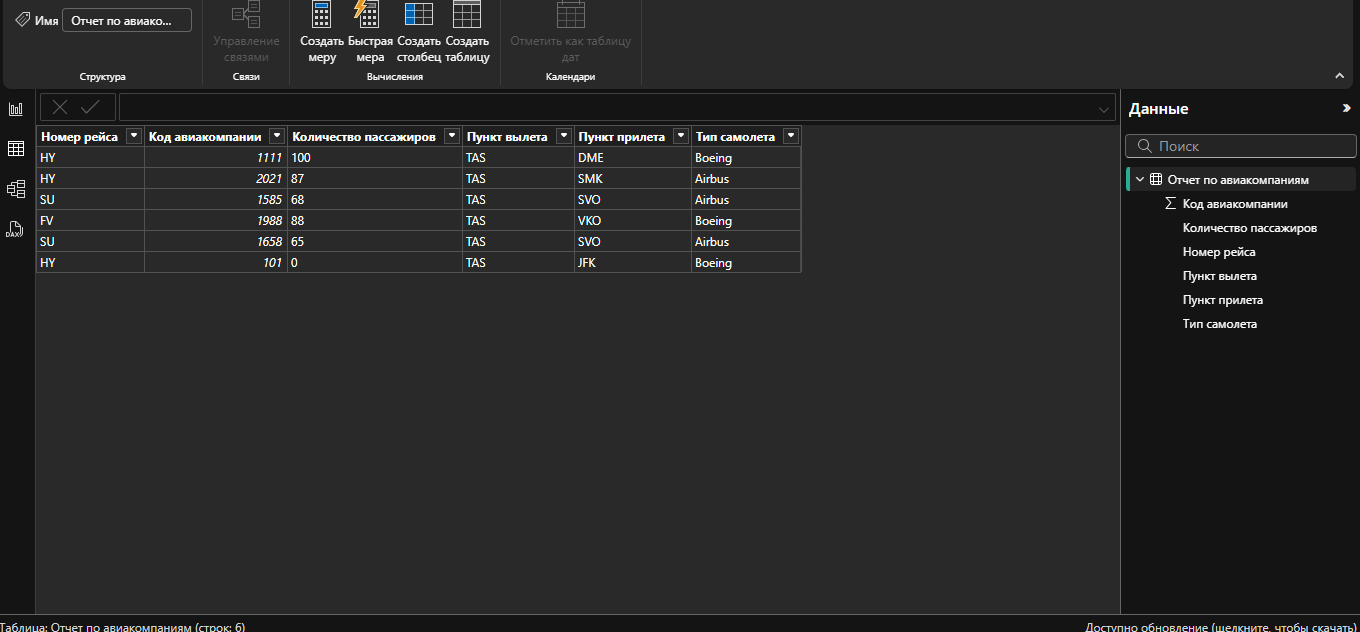 Имя Отчет по авиако...
Управление связями
Создать меру
Быстрая мера
Создать столбец
Создать таблицу
Отметить как таблицу дат
Структура Связи Вычисления Календари
Данные
Поиск
Номер рейса Код авиакомпании Количество пассажиров Пункт вылета Пункт прилета Тип самолета
HY 1111 100 TAS DME Boeing
HY 2021 87 TAS SMK Airbus
SU 1585 68 TAS SVO Airbus
FV 1988 88 TAS VKO Boeing
SU 1658 65 TAS SVO Airbus
HY 101 0 TAS JFK Boeing
DAX
Отчет по авиакомпаниям
Код авиакомпании
Количество пассажиров
Номер рейса
Пункт вылета
Пункт прилета
Тип самолета
Таблица: Отчет по авиакомпаниям (строк: 6)
Доступно обновление (щелкните, чтобы скачать)